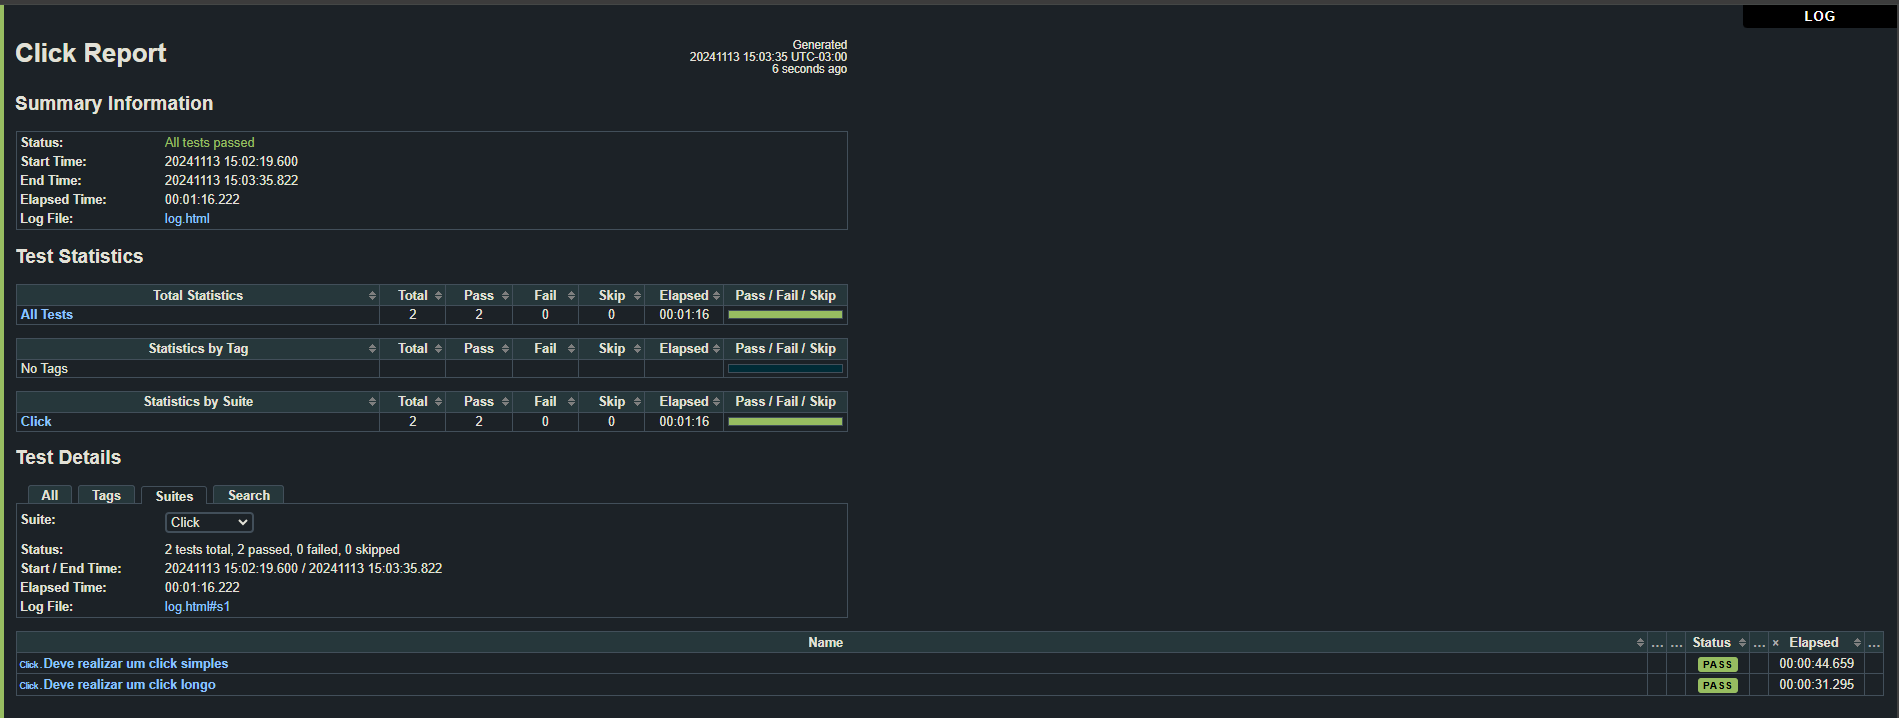 LOG
Click Report
Generated
20241113 15:03:35 UTC-03:00
6 seconds ago
Summary Information
Status: All tests passed
Start Time: 20241113 15:02:19.600
End Time: 20241113 15:03:35.822
Elapsed Time: 00:01:16.222
Log File: log.html
Test Statistics
Total Statistics Total Pass Fail Skip Elapsed Pass / Fail / Skip
All Tests 2 2 0 0 00:01:16
Statistics by Tag Total Pass Fail Skip Elapsed Pass / Fail / Skip
No Tags
Statistics by Suite Total Pass Fail Skip Elapsed Pass / Fail / Skip
Click 2 2 0 0 00:01:16
Test Details
All Tags Suites Search
Suite: Click
Status: 2 tests total, 2 passed, 0 failed, 0 skipped
Start / End Time: 20241113 15:02:19.600 / 20241113 15:03:35.822
Elapsed Time: 00:01:16.222
Log File: log.html#s1
Name ... ... Status ... × Elapsed ...
Click . Deve realizar um click simples PASS 00:00:44.659
Click . Deve realizar um click longo PASS 00:00:31.295